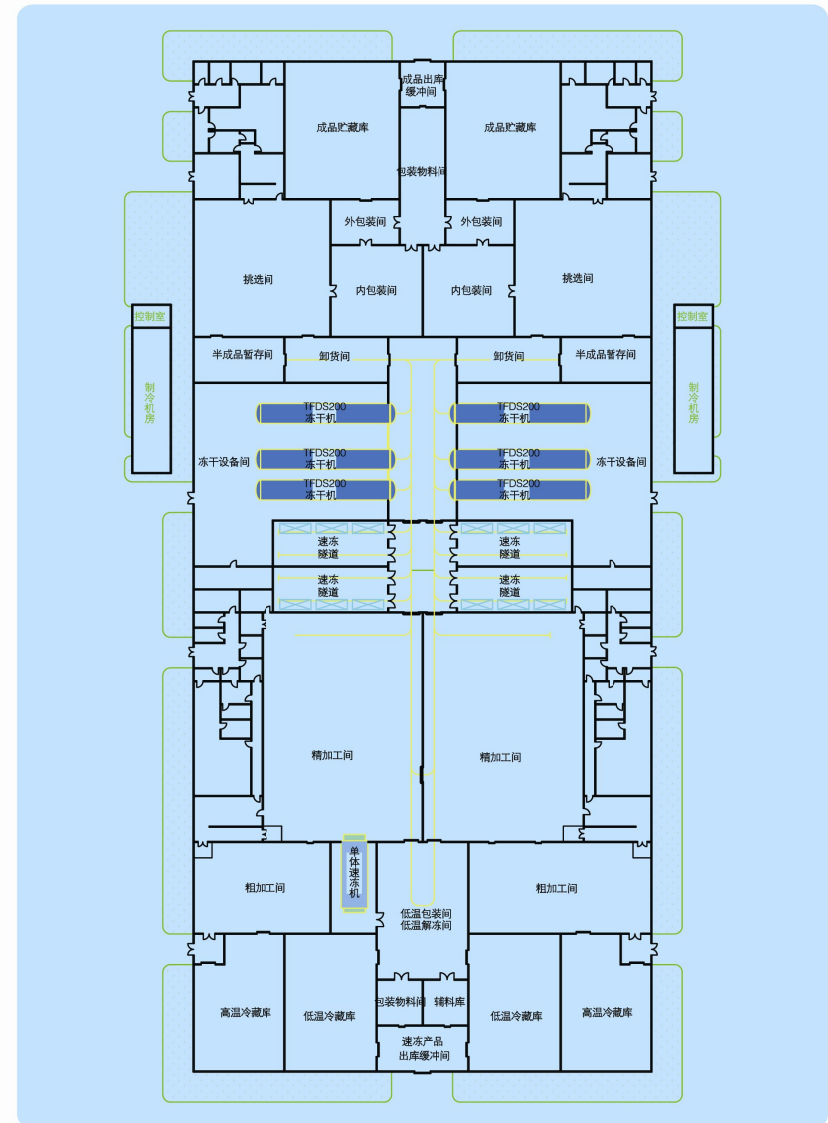 成品出库
缓冲间
成品贮藏库
成品贮藏库
包装物料间
外包装间
外包装间
挑选间
挑选间
内包装间
内包装间
控制室
控制室
半成品暂存间
卸货间
卸货间
半成品暂存间
制冷机房
制冷机房
TFDS200
冻干机
TFDS200
冻干机
冻干设备间
TFDS200
冻干机
TFDS200
冻干机
冻干设备间
TFDS200
冻干机
TFDS200
冻干机
速冻
隧道
速冻
隧道
速冻
隧道
速冻
隧道
精加工间
精加工间
粗加工间
单体速冻机
粗加工间
低温包装间
低温解冻间
高温冷藏库
低温冷藏库
包装物料间
辅料库
低温冷藏库
高温冷藏库
速冻产品
出库缓冲间